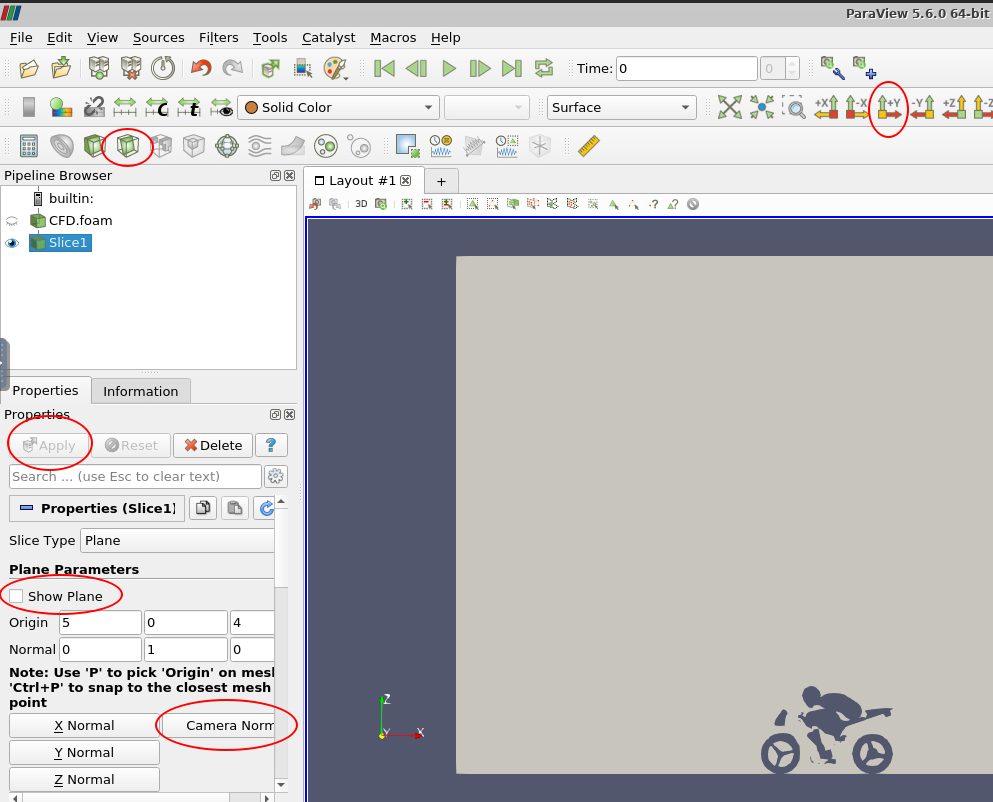 ParaView 5.6.0 64-bit
File Edit View Sources Filters Tools Catalyst Macros Help
Time: 0 0
C t Solid Color Surface +X -X +Y -Y +Z -Z
Pipeline Browser
Layout #1 +
builtin:
3D
CFD.foam
Slice1
Properties Information
Properties
Apply Reset Delete ?
Search ... (use Esc to clear text)
Properties (Slice1)
Slice Type Plane
Plane Parameters
Show Plane
Origin 5 0 4
Normal 0 1 0
Note: Use 'P' to pick 'Origin' on mesl
'Ctrl+P' to snap to the closest mesh
point
X Normal Camera Norm
Y Normal
Z Normal
Z
Y X